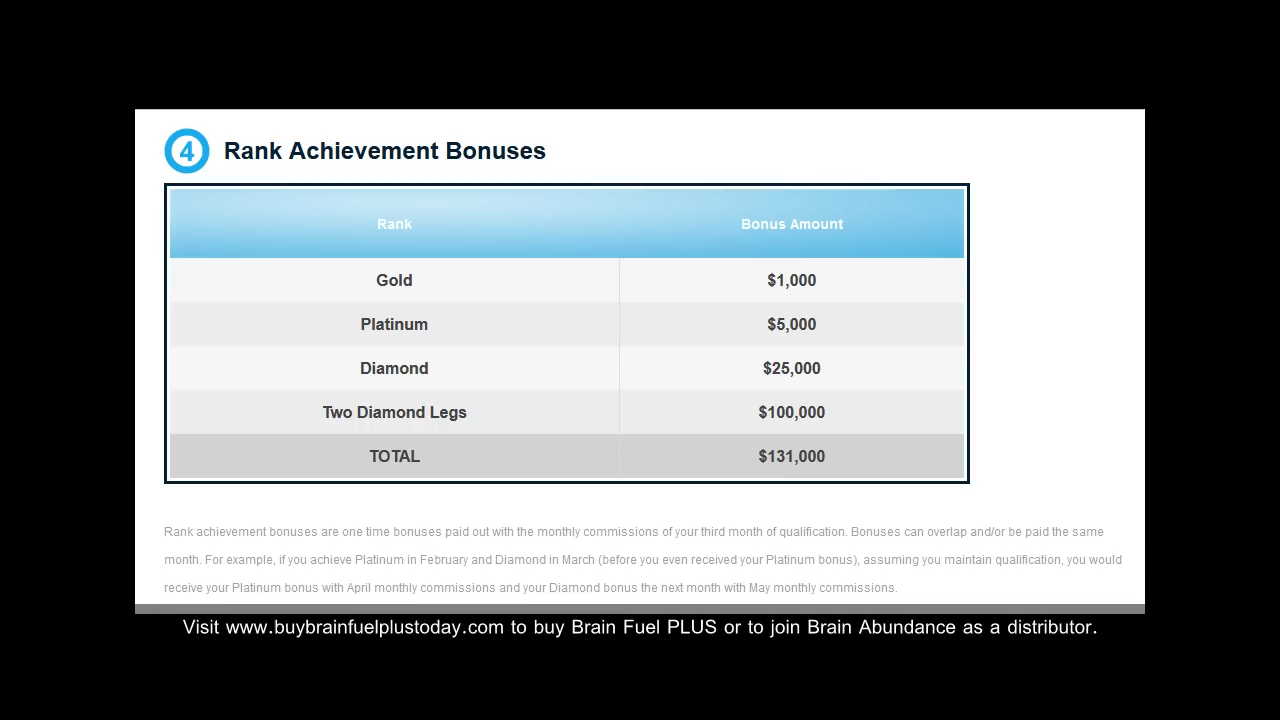 4 Rank Achievement Bonuses
Rank Bonus Amount
Gold $1,000
Platinum $5,000
Diamond $25,000
Two Diamond Legs $100,000
TOTAL $131,000
Rank achievement bonuses are one time bonuses paid out with the monthly commissions of your third month of qualification. Bonuses can overlap and/or be paid the same
month. For example, if you achieve Platinum in February and Diamond in March (before you even received your Platinum bonus), assuming you maintain qualification, you would
receive your Platinum bonus with April monthly commissions and your Diamond bonus the next month with May monthly commissions.
Visit www.buybrainfuelplustoday.com to buy Brain Fuel PLUS or to join Brain Abundance as a distributor.